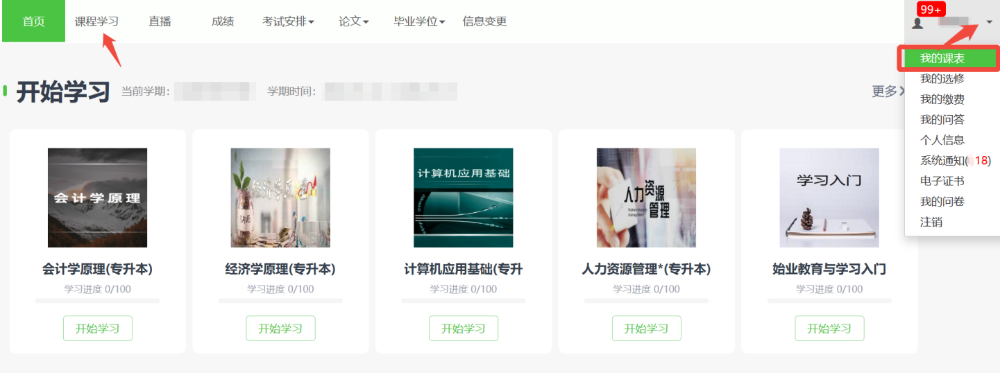 首页 课程学习 直播 成绩 考试安排 论文 毕业学位 信息变更
99+
我的课表
我的选修
我的缴费
我的问答
个人信息
系统通知( 18)
电子证书
我的问卷
注销
开始学习 当前学期: 学期时间: 更多
会计学原理
经济学原理
SAVE
计算机应用基础
人力资源管理
学习入门
会计学原理(专升本) 经济学原理(专升本) 计算机应用基础(专升 人力资源管理*(专升本) 始业教育与学习入门
学习进度 0/100 学习进度 0/100 学习进度 0/100 学习进度 0/100 学习进度 0/100
开始学习 开始学习 开始学习 开始学习 开始学习